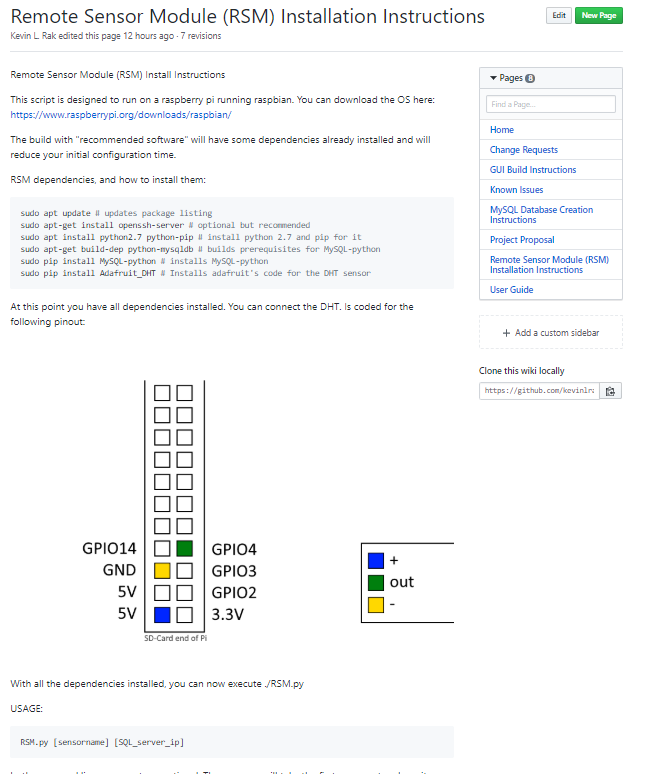 Remote Sensor Module (RSM) Installation Instructions
Edit
New Page
Kevin L. Rak edited this page 12 hours ago · 7 revisions
Remote Sensor Module (RSM) Install Instructions
This script is designed to run on a raspberry pi running raspbian. You can download the OS here:
https://www.raspberrypi.org/downloads/raspbian/
The build with "recommended software" will have some dependencies already installed and will
reduce your initial configuration time.
RSM dependencies, and how to install them:
sudo apt update # updates package listing
sudo apt-get install openssh-server # optional but recommended
sudo apt install python2.7 python-pip # install python 2.7 and pip for it
sudo apt-get build-dep python-mysqldb # builds prerequisites for MySQL-python
sudo pip install MySQL-python # installs MySQL-python
sudo pip install Adafruit_DHT # Installs adafruit's code for the DHT sensor
At this point you have all dependencies installed. You can connect the DHT. Is coded for the
following pinout:
GPIO14
GPIO4
GND
GPIO3
5V
GPIO2
5V
3.3V
SD-Card end of Pi
+
out
-
With all the dependencies installed, you can now execute ./RSM.py
USAGE:
RSM.py [sensorname] [SQL_server_ip]
Pages 8
Find a Page...
Home
Change Requests
GUI Build Instructions
Known Issues
MySQL Database Creation
Instructions
Project Proposal
Remote Sensor Module (RSM)
Installation Instructions
User Guide
+ Add a custom sidebar
Clone this wiki locally
https://github.com/kevinlra